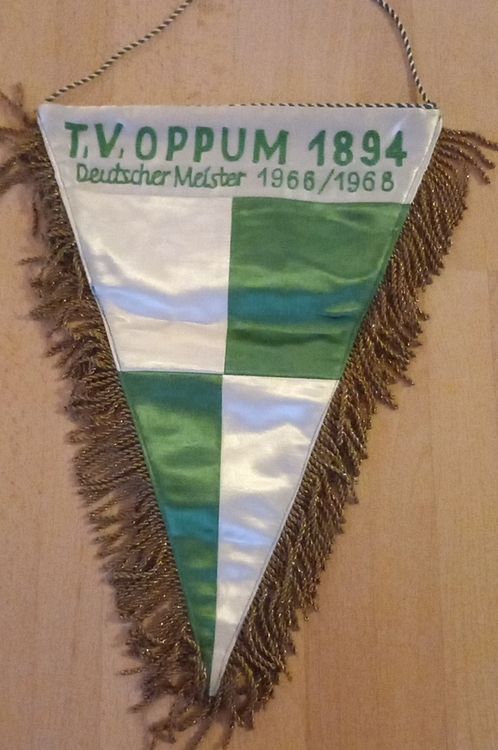 T.V. OPPUM 1894
Deutscher Meister 1966/1968